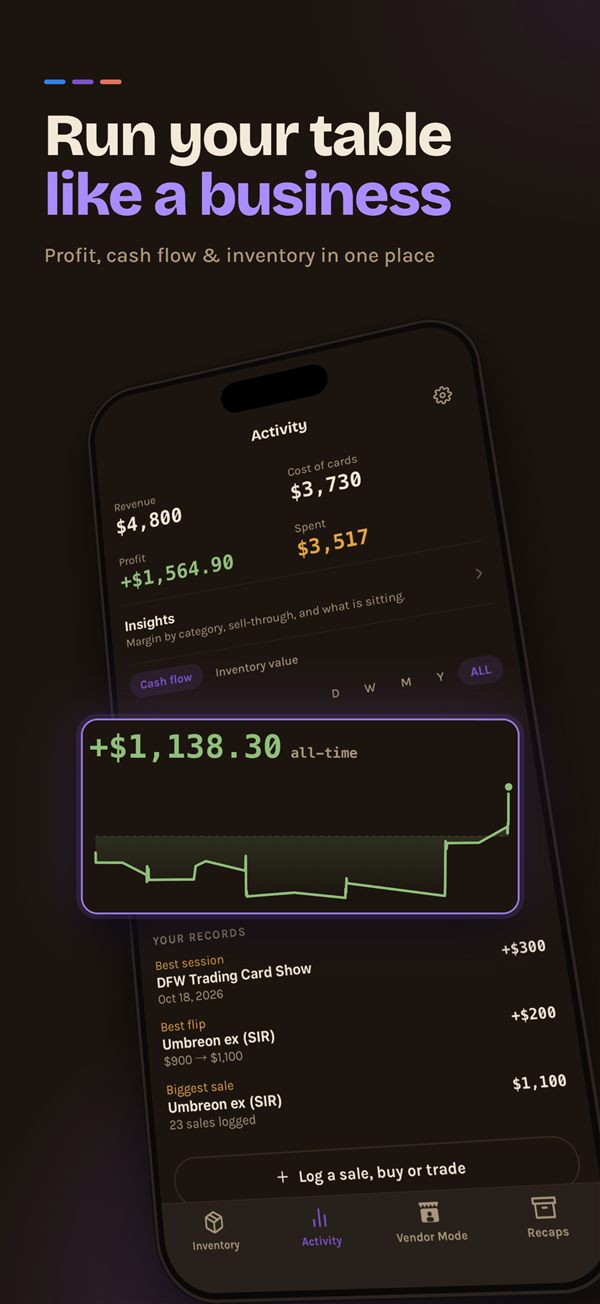 Run your table
like a business
Profit, cash flow & inventory in one place
Activity
Revenue
$4,800
Cost of cards
$3,730
Profit
+$1,564.90
Spent
$3,517
Insights
Margin by category, sell-through, and what is sitting.
Cash flow
Inventory value
D W M Y ALL
+$1,138.30 all-time
YOUR RECORDS
Best session
DFW Trading Card Show
Oct 18, 2026
+$300
Best flip
Umbreon ex (SIR)
$900 → $1,100
+$200
Biggest sale
Umbreon ex (SIR)
23 sales logged
$1,100
+ Log a sale, buy or trade
Inventory
Activity
Vendor Mode
Recaps